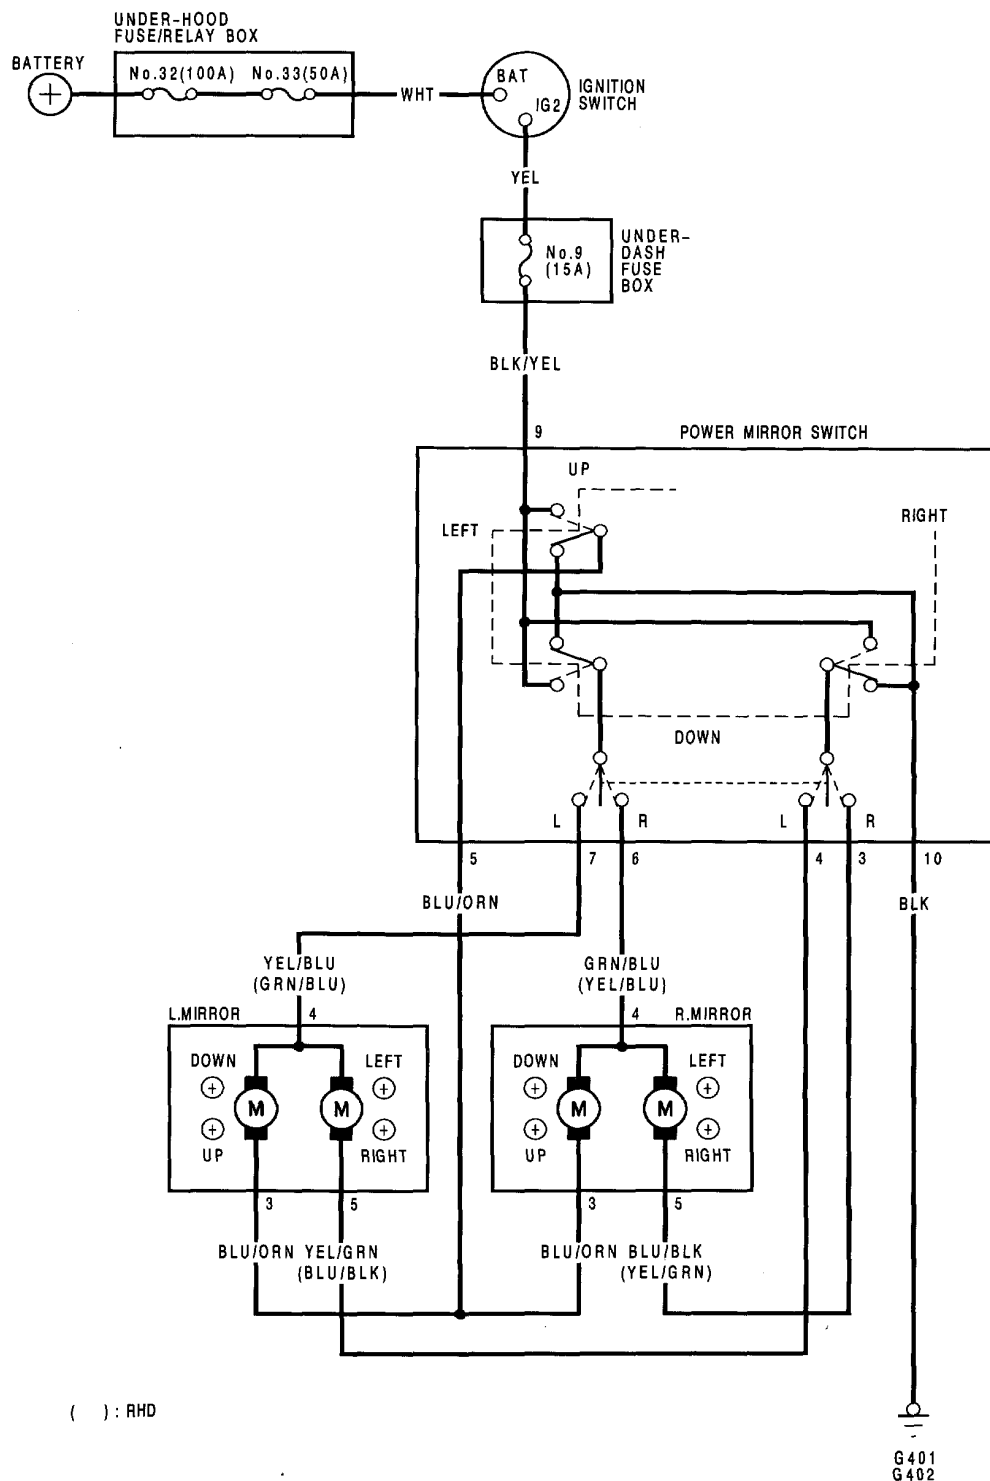 UNDER-HOOD
FUSE/RELAY BOX
BATTERY
+
No.32(100A) No.33(50A)
WHT
BAT
IG2
IGNITION
SWITCH
YEL
No.9
(15A)
UNDER-
DASH
FUSE
BOX
BLK/YEL
9
POWER MIRROR SWITCH
UP
LEFT
RIGHT
DOWN
L
R
L
R
5
7
6
4
3
10
BLU/ORN
BLK
YEL/BLU
(GRN/BLU)
GRN/BLU
(YEL/BLU)
L.MIRROR
4
4
R.MIRROR
DOWN
LEFT
DOWN
LEFT
+
+
+
+
M
M
M
M
+
+
+
+
UP
RIGHT
UP
RIGHT
3
5
3
5
BLU/ORN YEL/GRN
(BLU/BLK)
BLU/ORN BLU/BLK
(YEL/GRN)
( ) : RHD
G401
G402